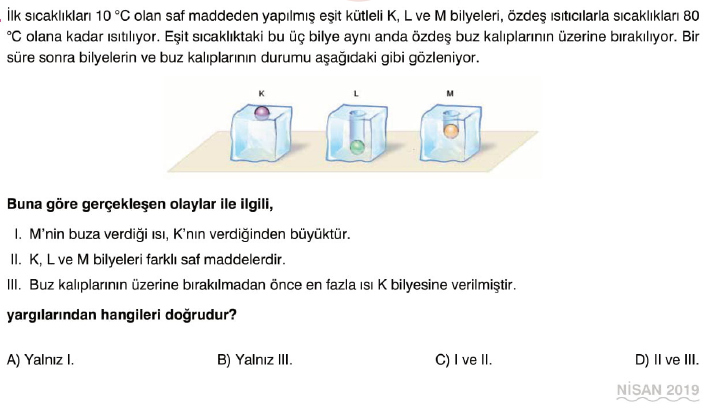 İlk sıcaklıkları 10 °C olan saf maddeden yapılmış eşit kütleli K, L ve M bilyeleri, özdeş ısıtıcılarla sıcaklıkları 80
°C olana kadar ısıtılıyor. Eşit sıcaklıktaki bu üç bilye aynı anda özdeş buz kalıplarının üzerine bırakılıyor. Bir
süre sonra bilyelerin ve buz kalıplarının durumu aşağıdaki gibi gözleniyor.
K L M
Buna göre gerçekleşen olaylar ile ilgili,
I. M'nin buza verdiği ısı, K'nın verdiğinden büyüktür.
II. K, L ve M bilyeleri farklı saf maddelerdir.
III. Buz kalıplarının üzerine bırakılmadan önce en fazla ısı K bilyesine verilmiştir.
yargılarından hangileri doğrudur?
A) Yalnız I. B) Yalnız III. C) I ve II. D) II ve III.
NİSAN 2019